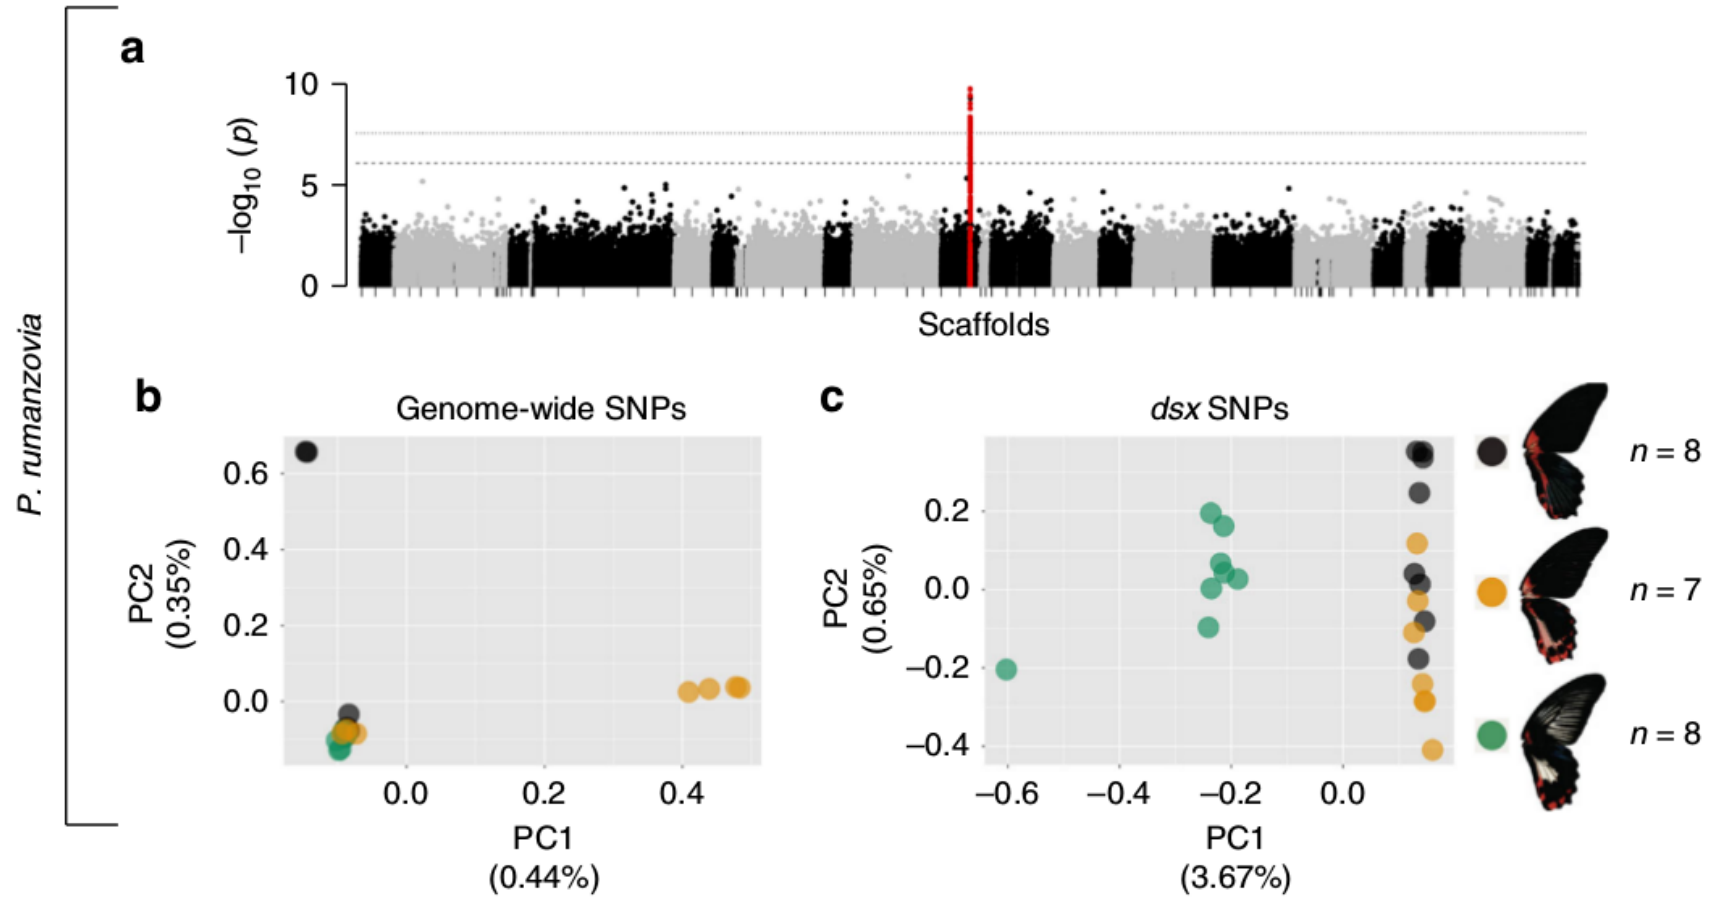 P. rumanzovia
a
10
5
0
–log10 (p)
Scaffolds
b
Genome-wide SNPs
0.6
0.4
0.2
0.0
PC2
(0.35%)
0.0 0.2 0.4
PC1
(0.44%)
c
dsx SNPs
0.2
0.0
–0.2
–0.4
PC2
(0.65%)
–0.6 –0.4 –0.2 0.0
PC1
(3.67%)
n = 8
n = 7
n = 8